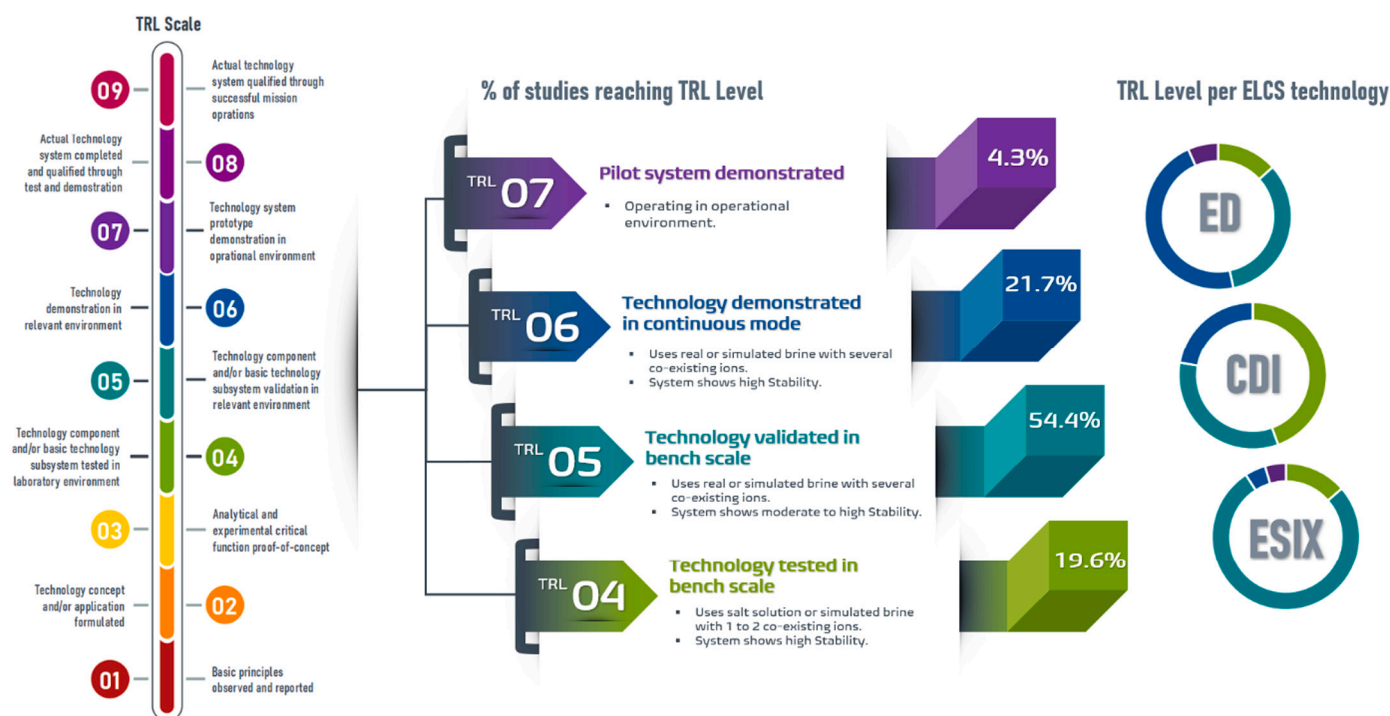 TRL Scale
09
Actual technology
system qualified through
successful mission
oprations
Actual Technology
system completed
and qualified through
test and demostration
08
07
Technology system
prototype
demonstration in
oprational environment
Technology
demonstration in
relevant environment
06
05
Technology component
and/or basic technology
subsystem validation in
relevant environment
Technology component
and/or basic technology
subsystem tested in
laboratory environment
04
03
Analytical and
experimental critical
function proof-of-concept
Technology concept
and/or application
formulated
02
01
Basic principles
observed and reported
% of studies reaching TRL Level
TRL 07
Pilot system demonstrated
▪ Operating in operational
environment.
4.3%
TRL 06
Technology demonstrated
in continuous mode
▪ Uses real or simulated brine with several
co-existing ions.
▪ System shows high Stability.
21.7%
TRL 05
Technology validated in
bench scale
▪ Uses real or simulated brine with several
co-existing ions.
▪ System shows moderate to high Stability.
54.4%
TRL 04
Technology tested in
bench scale
▪ Uses salt solution or simulated brine
with 1 to 2 co-existing ions.
▪ System shows high Stability.
19.6%
TRL Level per ELCS technology
ED
CDI
ESIX